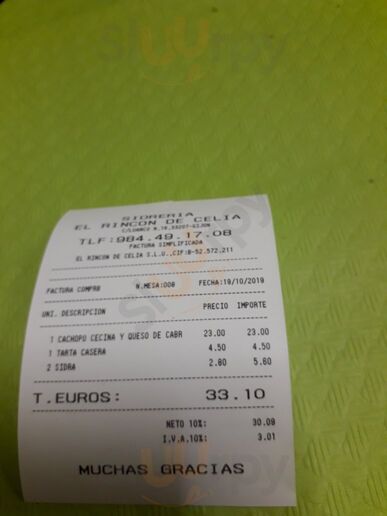 Sluurpy
SIDRERIA
EL RINCON DE CELIA
TLF:984.49.17.08
FACTURA SIMPLIFICADA
EL RINCON DE CELIA S.L.U.,CIF:B-52.572.211
FACTURA COMPRB N.MESA:008 FECHA:19/10/2019
UNI. DESCRIPCION PRECIO IMPORTE
1 CACHOPO CECINA Y QUESO DE CABR 23.00 23.00
1 TARTA CASERA 4.50 4.50
2 SIDRA 2.80 5.60
T.EUROS: 33.10
NETO 10%: 30.09
I.V.A.10%: 3.01
MUCHAS GRACIAS